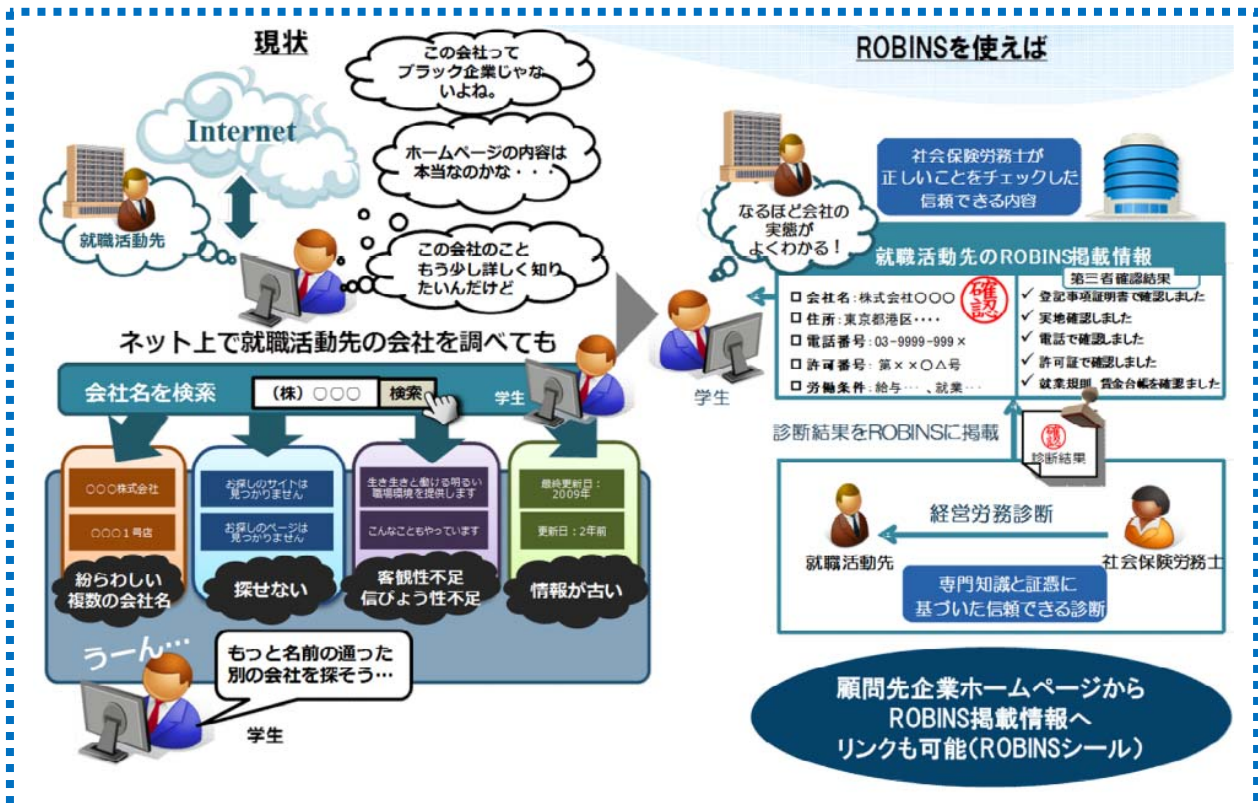 現状
Internet
この会社って
ブラック企業じゃな
いよね。
ホームページの内容は
本当なのかな・・・
この会社のこと
もう少し詳しく知り
たいんだけど
就職活動先
ネット上で就職活動先の会社を調べても
会社名を検索
(株)○○○
検索
学生
○○○株式会社
○○○1号店
紛らわしい
複数の会社名
お探しのサイトは
見つかりません
お探しのページは
見つかりません
探せない
生き生きと働ける明るい
職場環境を提供します
こんなこともやっています
客観性不足
信ぴょう性不足
最終更新日:
2009年
更新日:2年前
情報が古い
うーん…
もっと名前の通った
別の会社を探そう…
学生
ROBINSを使えば
社会保険労務士が
正しいことをチェックした
信頼できる内容
なるほど会社の
実態が
よくわかる!
学生
就職活動先のROBINS掲載情報
□会社名:株式会社○○○
□住所:東京都港区・・・・
□電話番号:03-9999-999×
□許可番号:第××○△号
□労働条件:給与…、就業…
確認
第三者確認結果
✓登記事項証明書で確認しました
✓実地確認しました
✓電話で確認しました
✓許可証で確認しました
✓就業規則、賃金台帳を確認ました
診断結果をROBINSに掲載
確認
診断結果
経営労務診断
就職活動先
社会保険労務士
専門知識と証憑に
基づいた信頼できる診断
顧問先企業ホームページから
ROBINS掲載情報へ
リンクも可能(ROBINSシール)